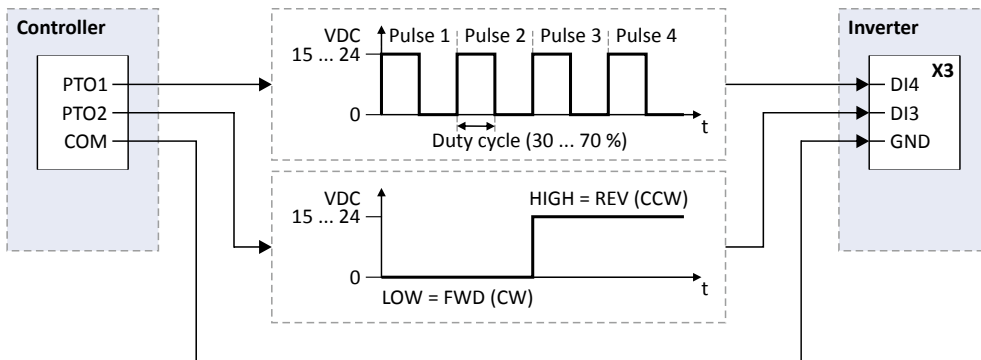 Controller
PTO1
PTO2
COM
VDC
15 ... 24
0
Pulse 1 Pulse 2 Pulse 3 Pulse 4
t
Duty cycle (30 ... 70 %)
VDC
15 ... 24
0
HIGH = REV (CCW)
t
LOW = FWD (CW)
Inverter
X3
DI4
DI3
GND